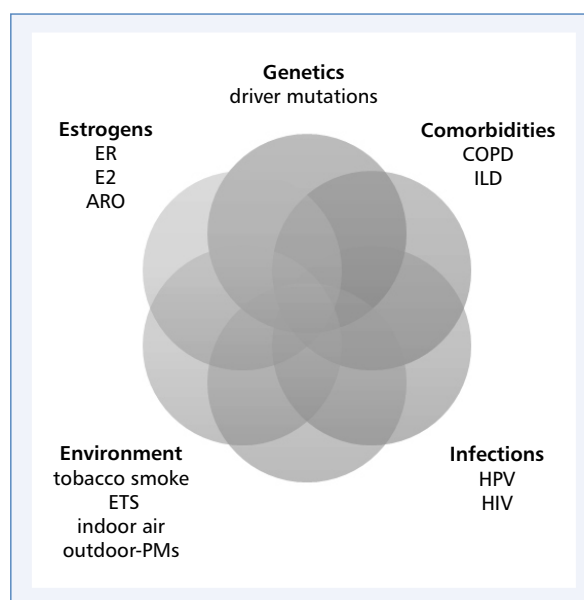 Genetics
driver mutations
Estrogens
ER
E2
ARO
Comorbidities
COPD
ILD
Environment
tobacco smoke
ETS
indoor air
outdoor-PMs
Infections
HPV
HIV